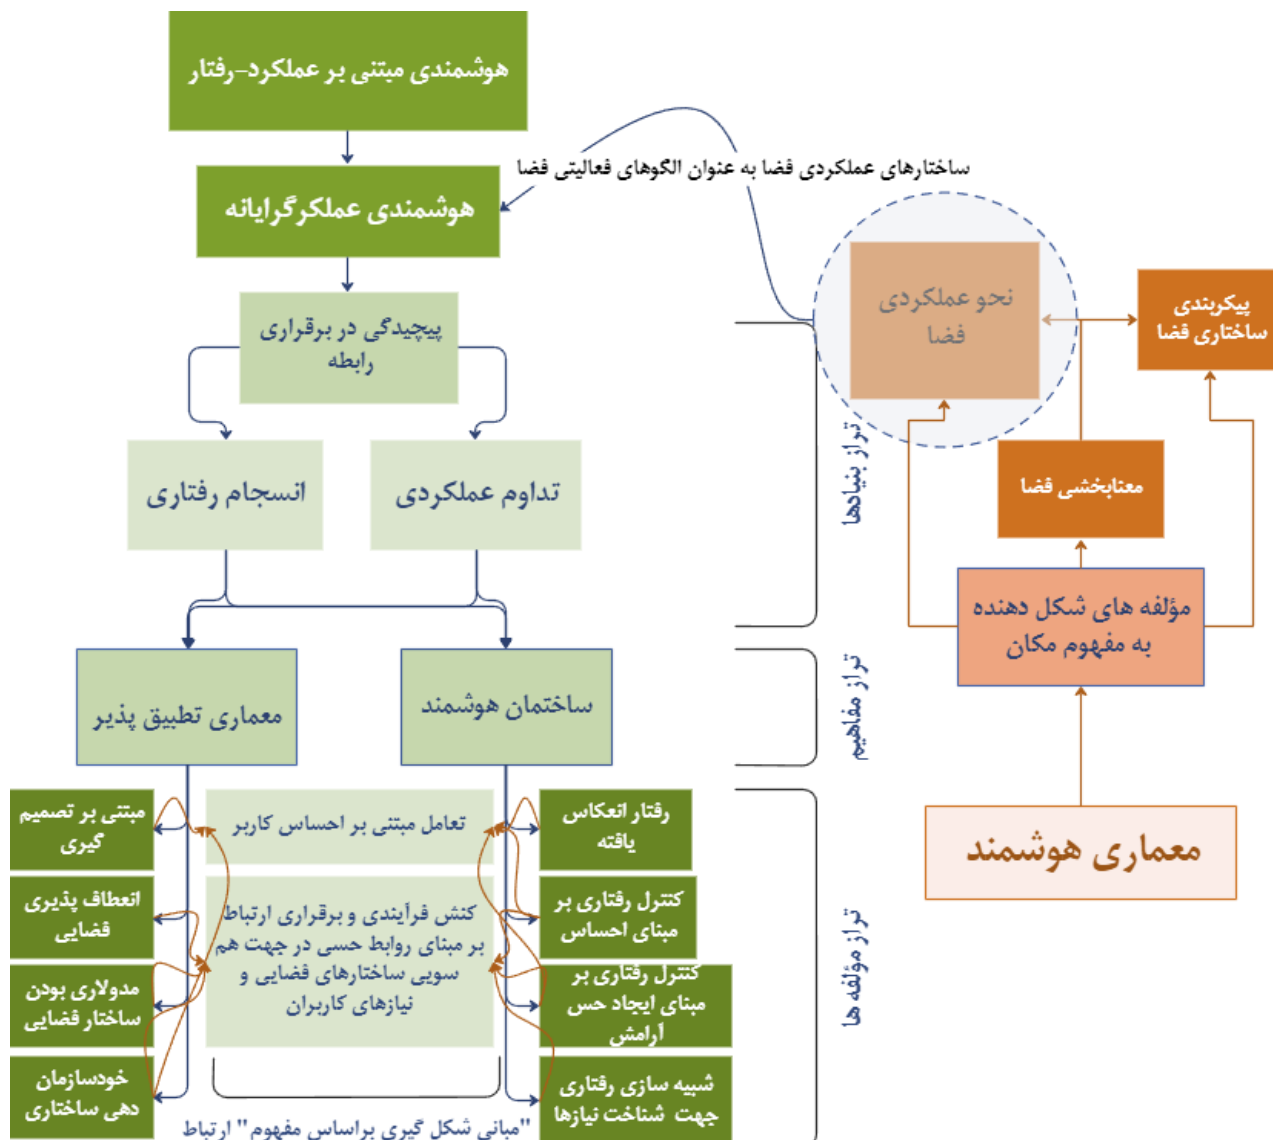 هوشمندی مبتنی بر عملکرد-رفتار
هوشمندی عملکرگرایانه
ساختارهای عملکردی فضا به عنوان الگوهای فعالیتی فضا
نحو عملکردی
فضا
پیکربندی
ساختاری فضا
پیچیدگی در برقراری
رابطه
معنابخشی فضا
تداوم عملکردی
انسجام رفتاری
تراز بنیادها
مؤلفه های شکل دهنده
به مفهوم مکان
معماری هوشمند
ساختمان هوشمند
معماری تطبیق پذیر
تراز مفاهیم
رفتار انعکاس
یافته
کنترل رفتاری بر
مبنای احساس
کنترل رفتاری بر
مبنای ایجاد حس
آرامش
شبیه سازی رفتاری
جهت شناخت نیازها
تعامل مبتنی بر احساس کاربر
کنش فرآیندی و برقراری ارتباط
بر مبنای روابط حسی در جهت هم
سویی ساختارهای فضایی و
نیازهای کاربران
مبتنی بر تصمیم
گیری
انعطاف پذیری
فضایی
مدولاری بودن
ساختار فضایی
خودسازمان
دهی ساختاری
تراز مؤلفه ها
"مبانی شکل گیری براساس مفهوم" ارتباط